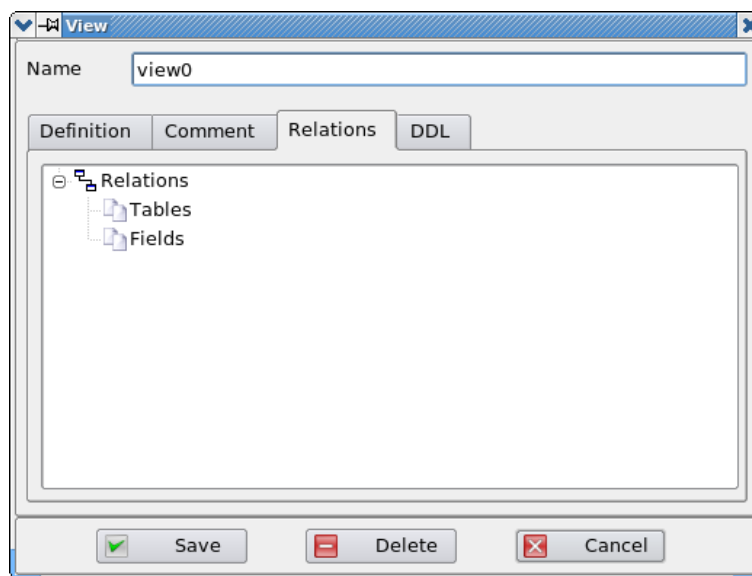 View
Name view0
Definition Comment Relations DDL
Relations
Tables
Fields
Save Delete Cancel